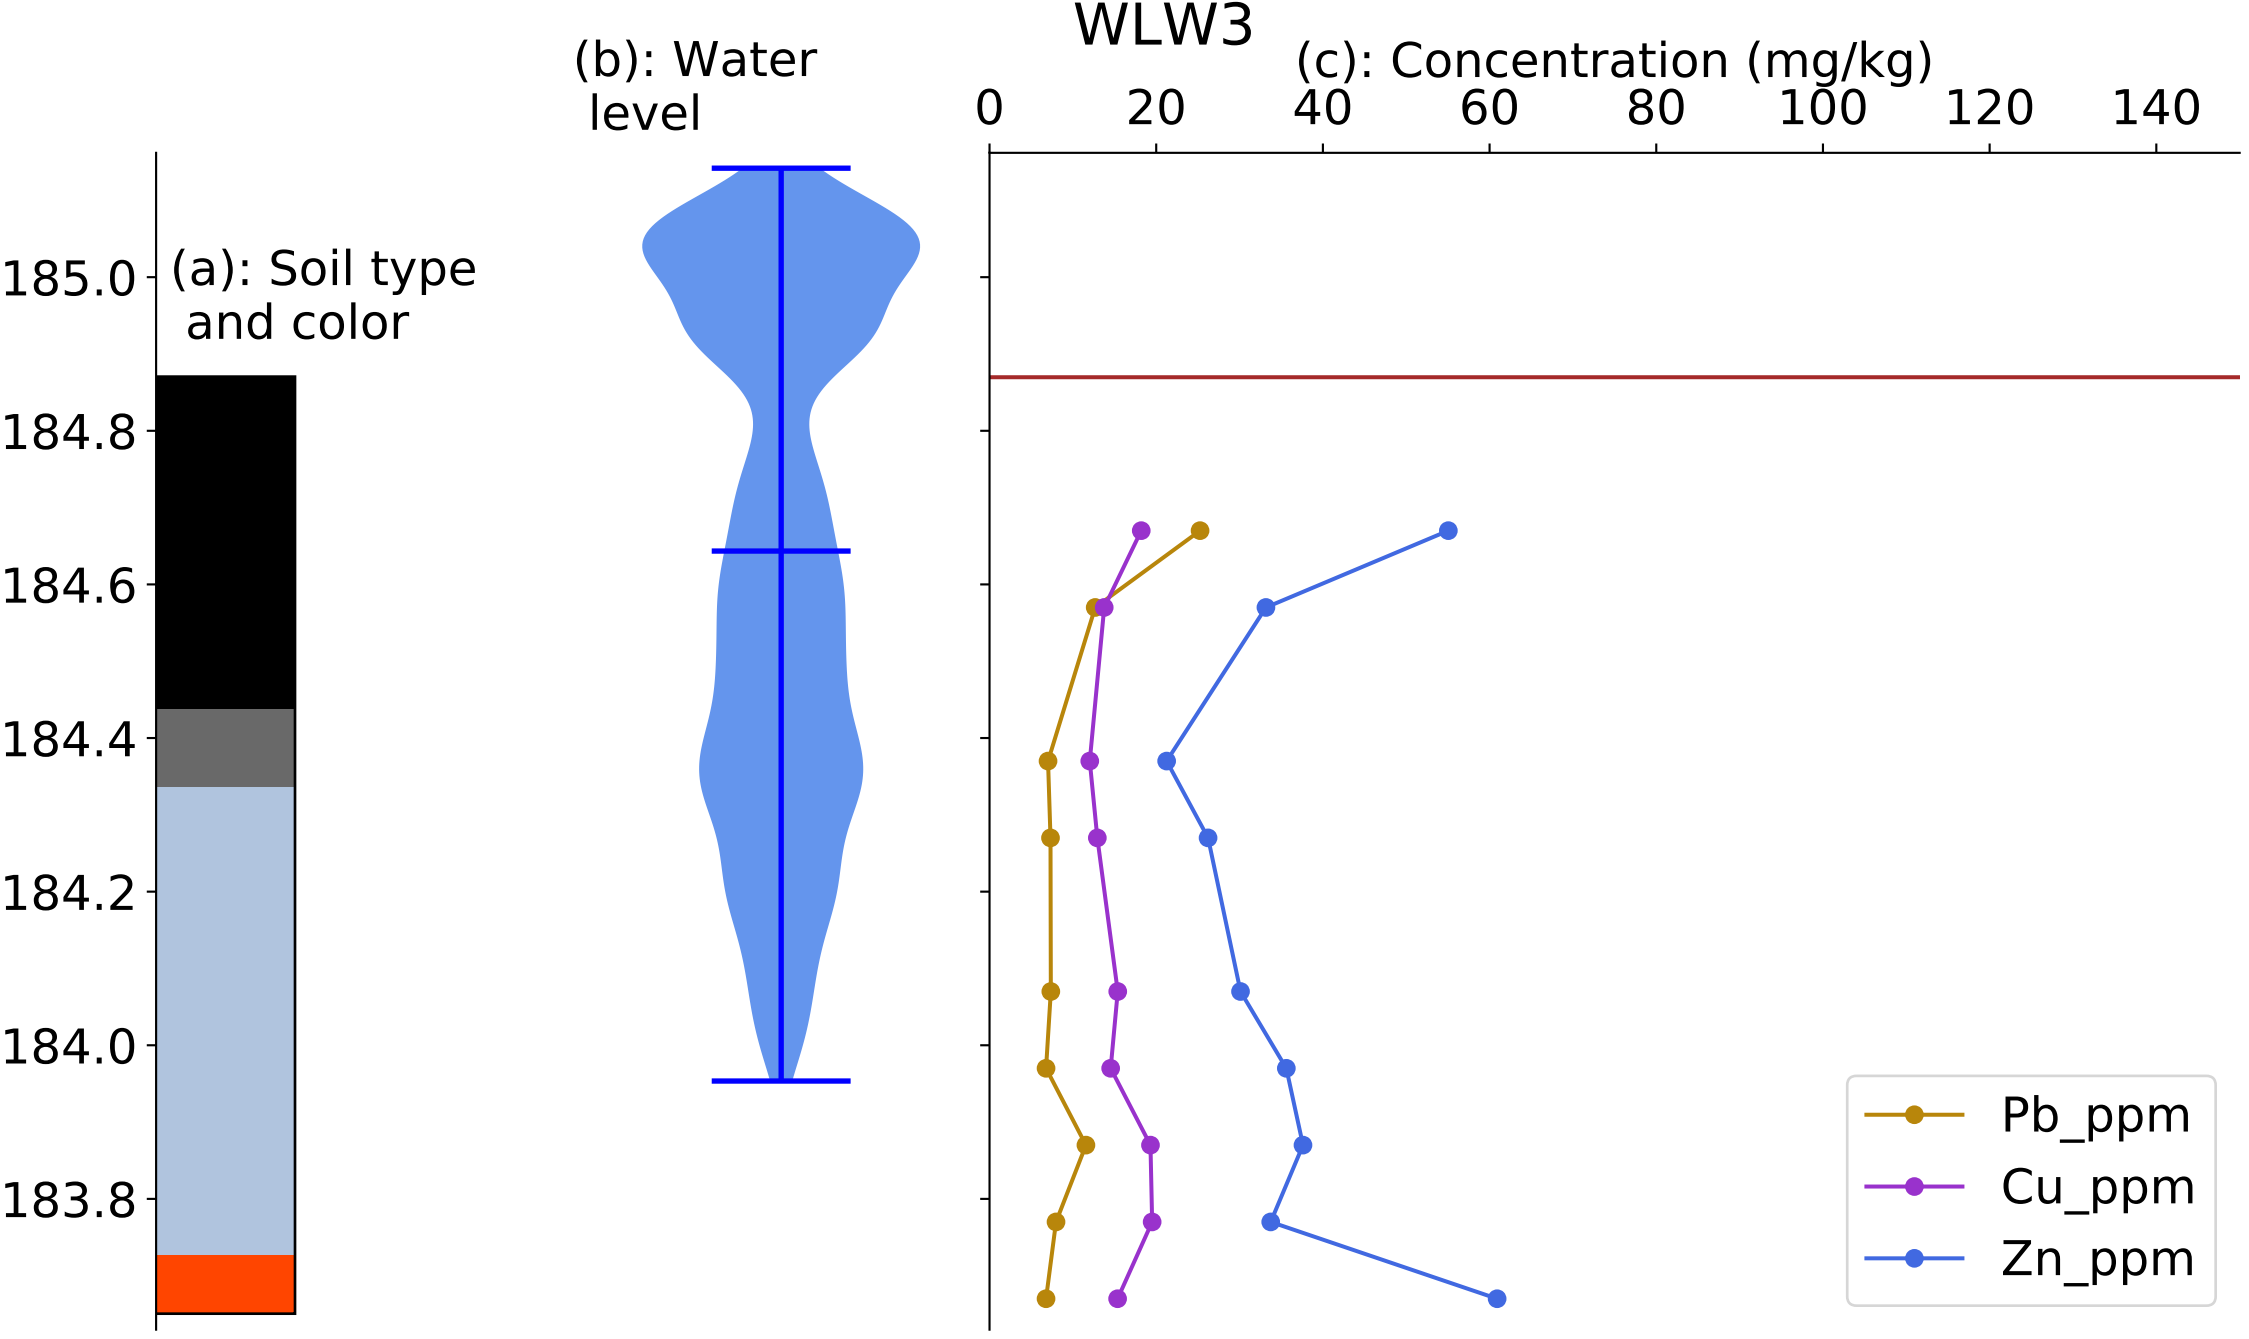 WLW3
(b): Water
level
(c): Concentration (mg/kg)
0 20 40 60 80 100 120 140
(a): Soil type
and color
185.0
184.8
184.6
184.4
184.2
184.0
183.8
Pb_ppm
Cu_ppm
Zn_ppm